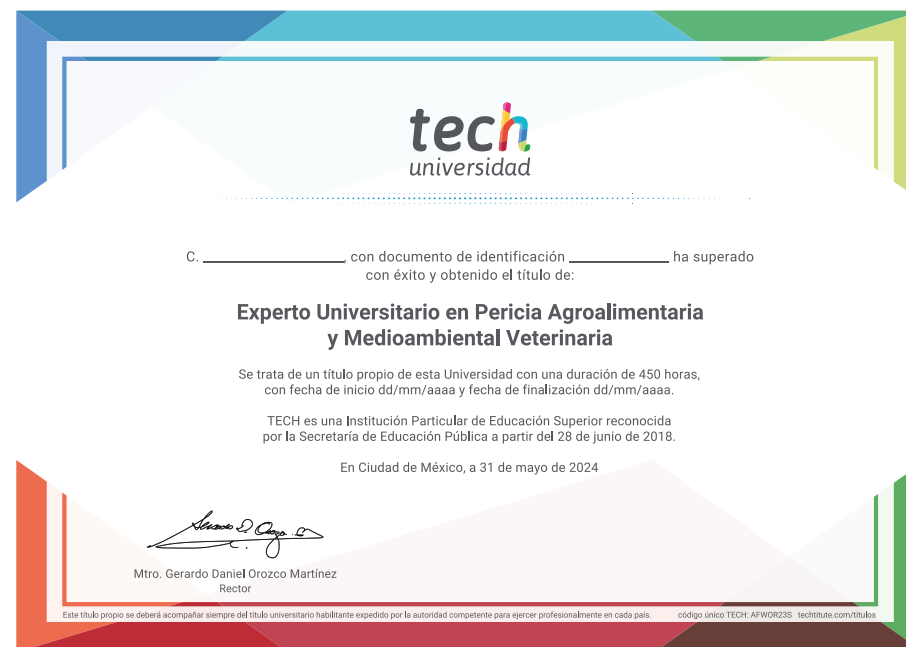 tech
universidad
C. ____________, con documento de identificación ____________ ha superado
con éxito y obtenido el título de:
Experto Universitario en Pericia Agroalimentaria
y Medioambiental Veterinaria
Se trata de un título propio de esta Universidad con una duración de 450 horas,
con fecha de inicio dd/mm/aaaa y fecha de finalización dd/mm/aaaa.
TECH es una Institución Particular de Educación Superior reconocida
por la Secretaría de Educación Pública a partir del 28 de junio de 2018.
En Ciudad de México, a 31 de mayo de 2024
Mtro. Gerardo Daniel Orozco Martínez
Rector
Este título propio se deberá acompañar siempre del título universitario habilitante expedido por la autoridad competente para ejercer profesionalmente en cada país. código único TECH: AFWOR23S techtitute.com/titulos